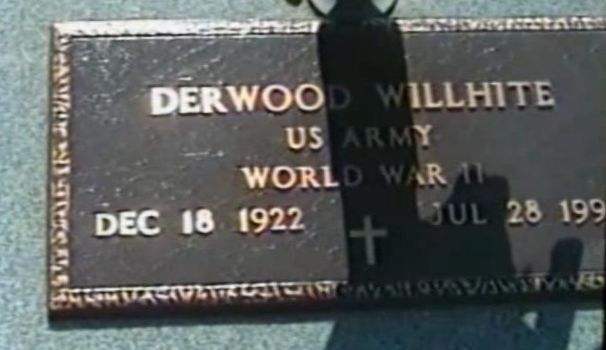 DERWOOD WILLHITE
US ARMY
WORLD WAR II
DEC 18 1922 JUL 28 199